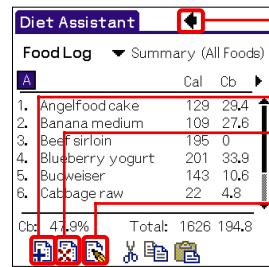 Diet Assistant
Food Log Summary (All Foods)
A Cal Cb
1. Angelfood cake 129 29.4
2. Banana medium 109 27.6
3. Beef sirloin 195 0
4. Blueberry yogurt 201 33.9
5. Budweiser 143 10.6
6. Cabbage raw 22 4.8
Cb: 47.9% Total: 1626 194.8